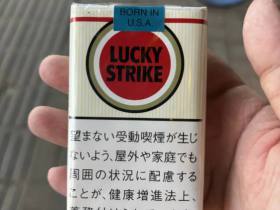 BORN IN
U.S.A.
LUCKY
STRIKE
望まない受動喫煙が生じ
ないよう、屋外や家庭でも
周囲の状況に配慮する
ことが、健康増進法上、